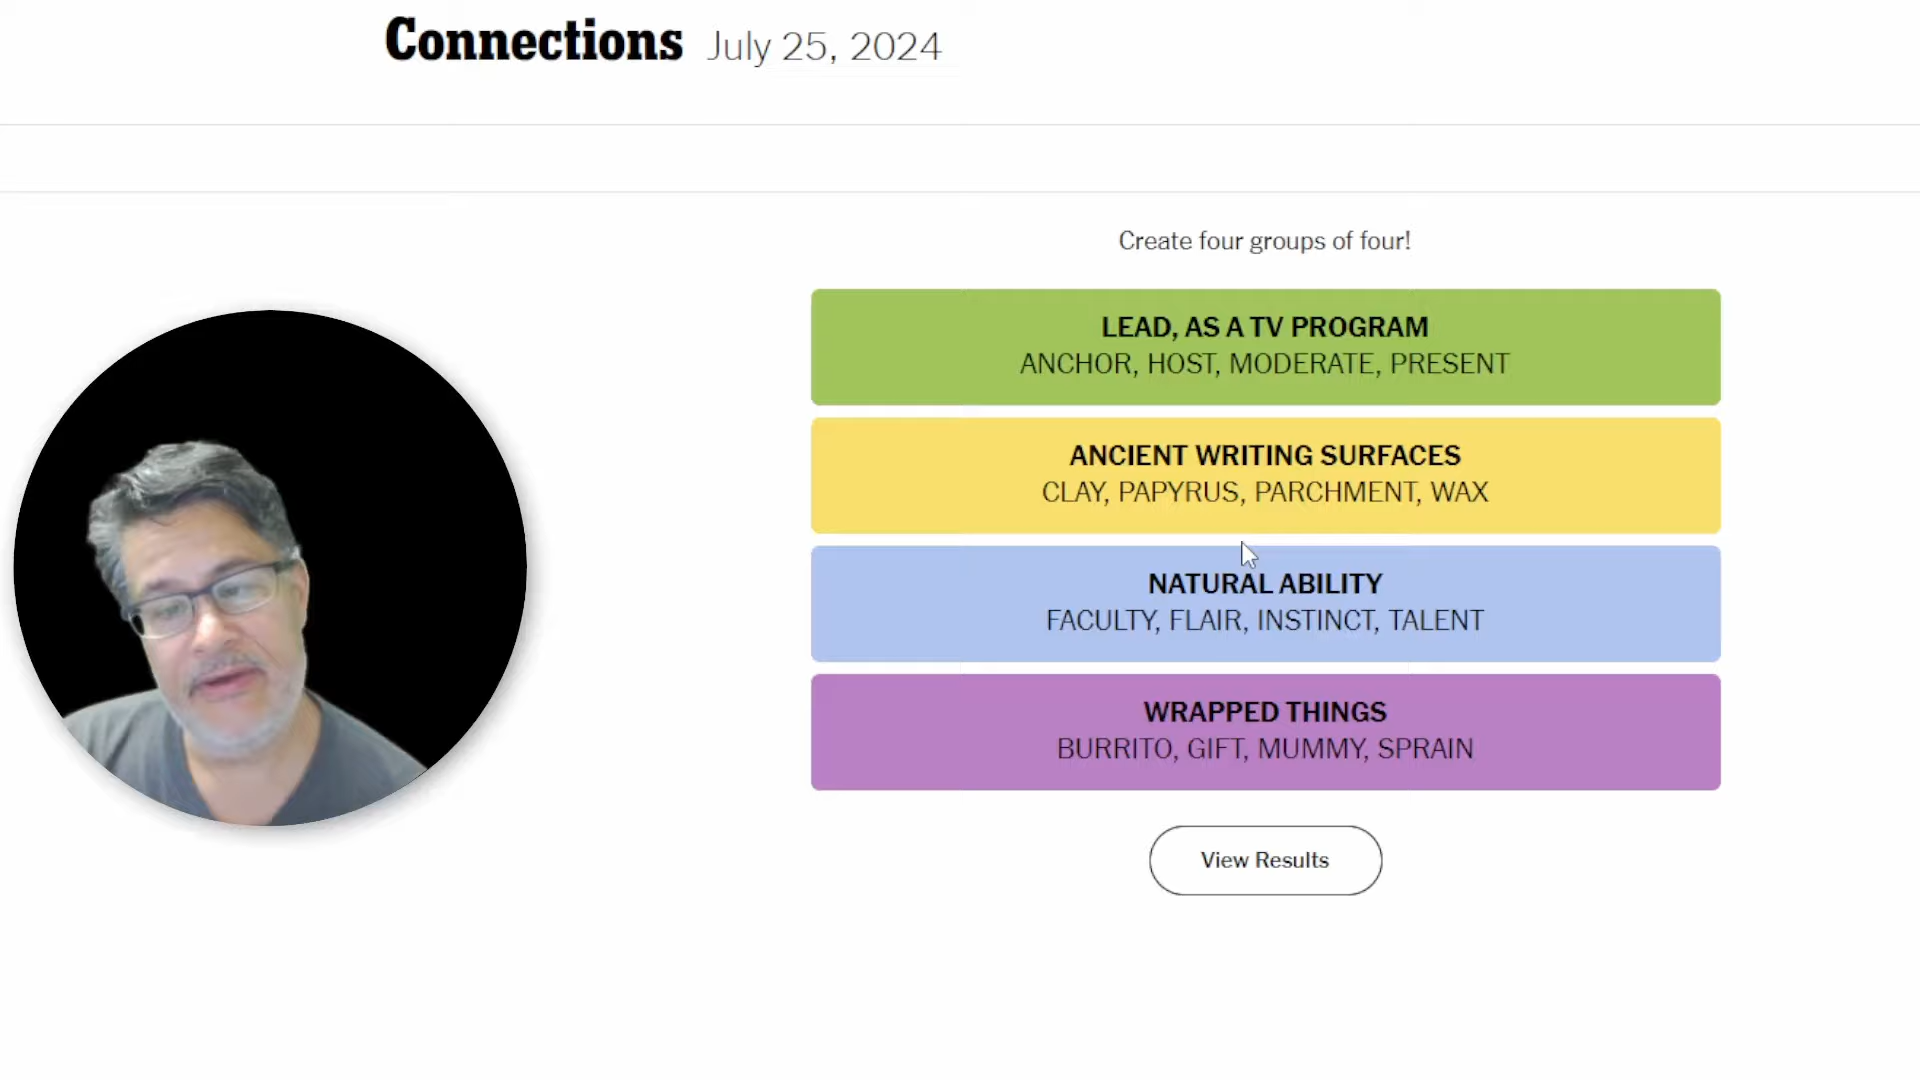 Connections July 25, 2024
Create four groups of four!
LEAD, AS A TV PROGRAM
ANCHOR, HOST, MODERATE, PRESENT
ANCIENT WRITING SURFACES
CLAY, PAPYRUS, PARCHMENT, WAX
NATURAL ABILITY
FACULTY, FLAIR, INSTINCT, TALENT
WRAPPED THINGS
BURRITO, GIFT, MUMMY, SPRAIN
View Results